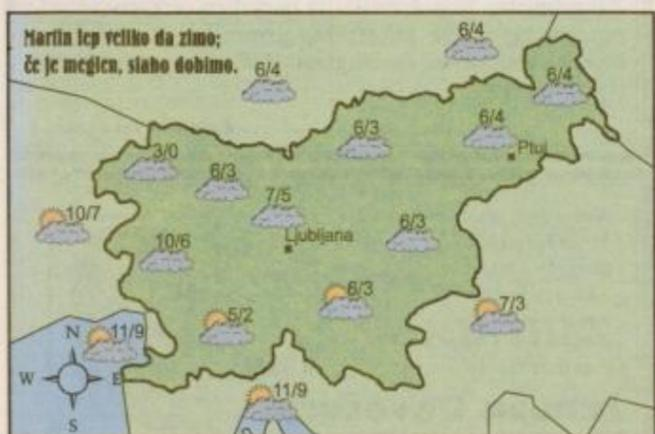 Martin lep veliko da zimo;
če je meglen, slabo dobimo.
6/4
6/4
6/4
6/4
6/3
Ptuj
3/0
6/3
7/5
10/7
6/3
Ljubljana
10/6
6/3
7/3
5/2
11/9
N
W E
S
11/9